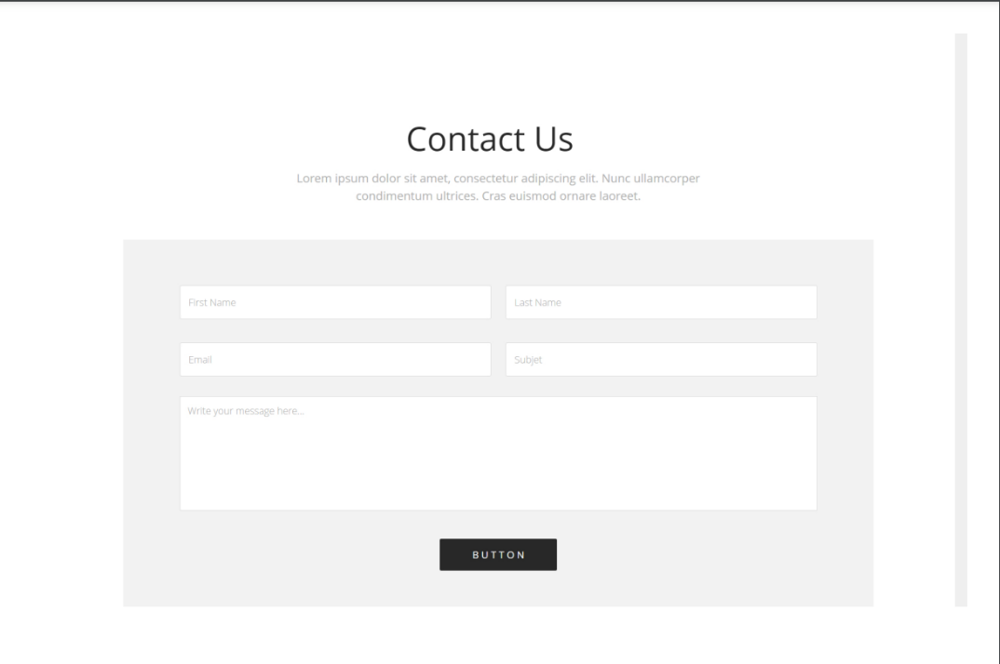 Contact Us
Lorem ipsum dolor sit amet, consectetur adipiscing elit. Nunc ullamcorper
condimentum ultrices. Cras euismod ornare laoreet.
First Name
Last Name
Email
Subjet
Write your message here...
BUTTON